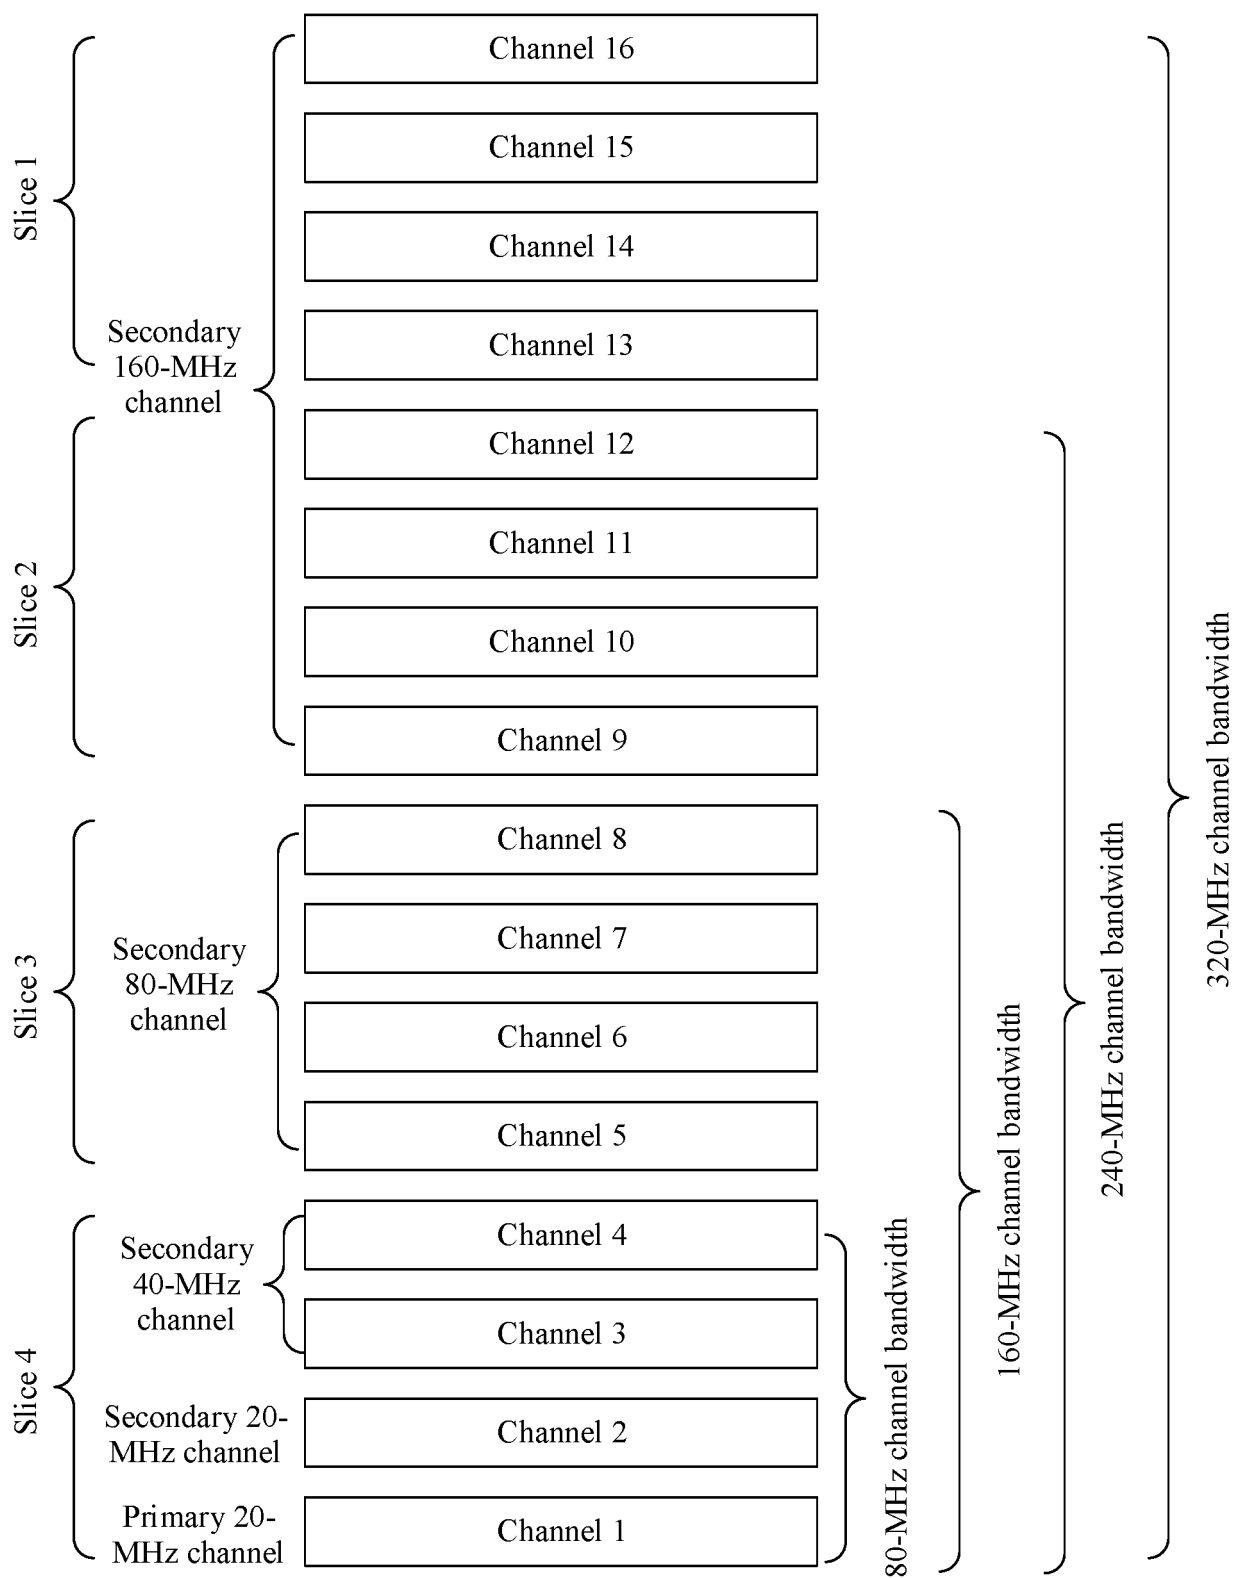 Channel 16
Channel 15
Slice 1
Channel 14
Secondary
160-MHz
channel
Channel 13
Channel 12
Channel 11
Slice 2
Channel 10
Channel 9
Channel 8
Secondary
80-MHz
channel
Channel 7
Slice 3
Channel 6
Channel 5
Secondary
40-MHz
channel
Channel 4
Channel 3
Slice 4
Secondary 20-
MHz channel
Channel 2
Primary 20-
MHz channel
Channel 1
80-MHz channel bandwidth
160-MHz channel bandwidth
240-MHz channel bandwidth
320-MHz channel bandwidth